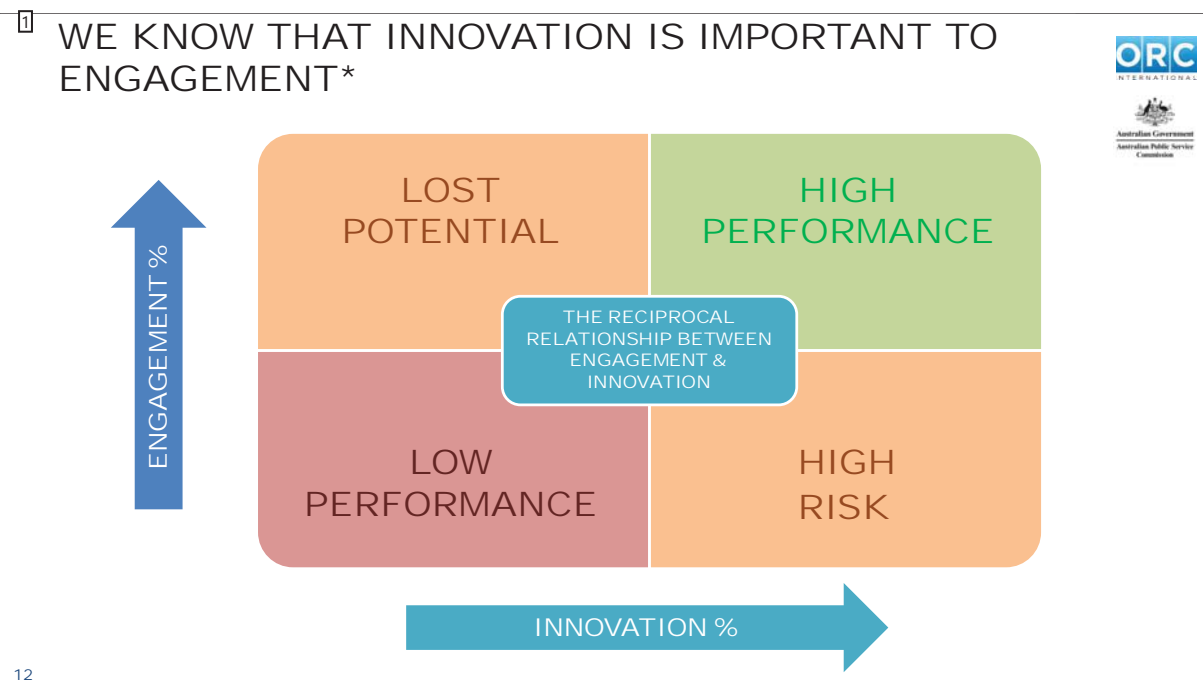 1
WE KNOW THAT INNOVATION IS IMPORTANT TO
ENGAGEMENT*
ORC
INTERNATIONAL
Australian Government
Australian Public Service
Commission
ENGAGEMENT %
LOST
POTENTIAL
HIGH
PERFORMANCE
THE RECIPROCAL
RELATIONSHIP BETWEEN
ENGAGEMENT &
INNOVATION
LOW
PERFORMANCE
HIGH
RISK
INNOVATION %
12